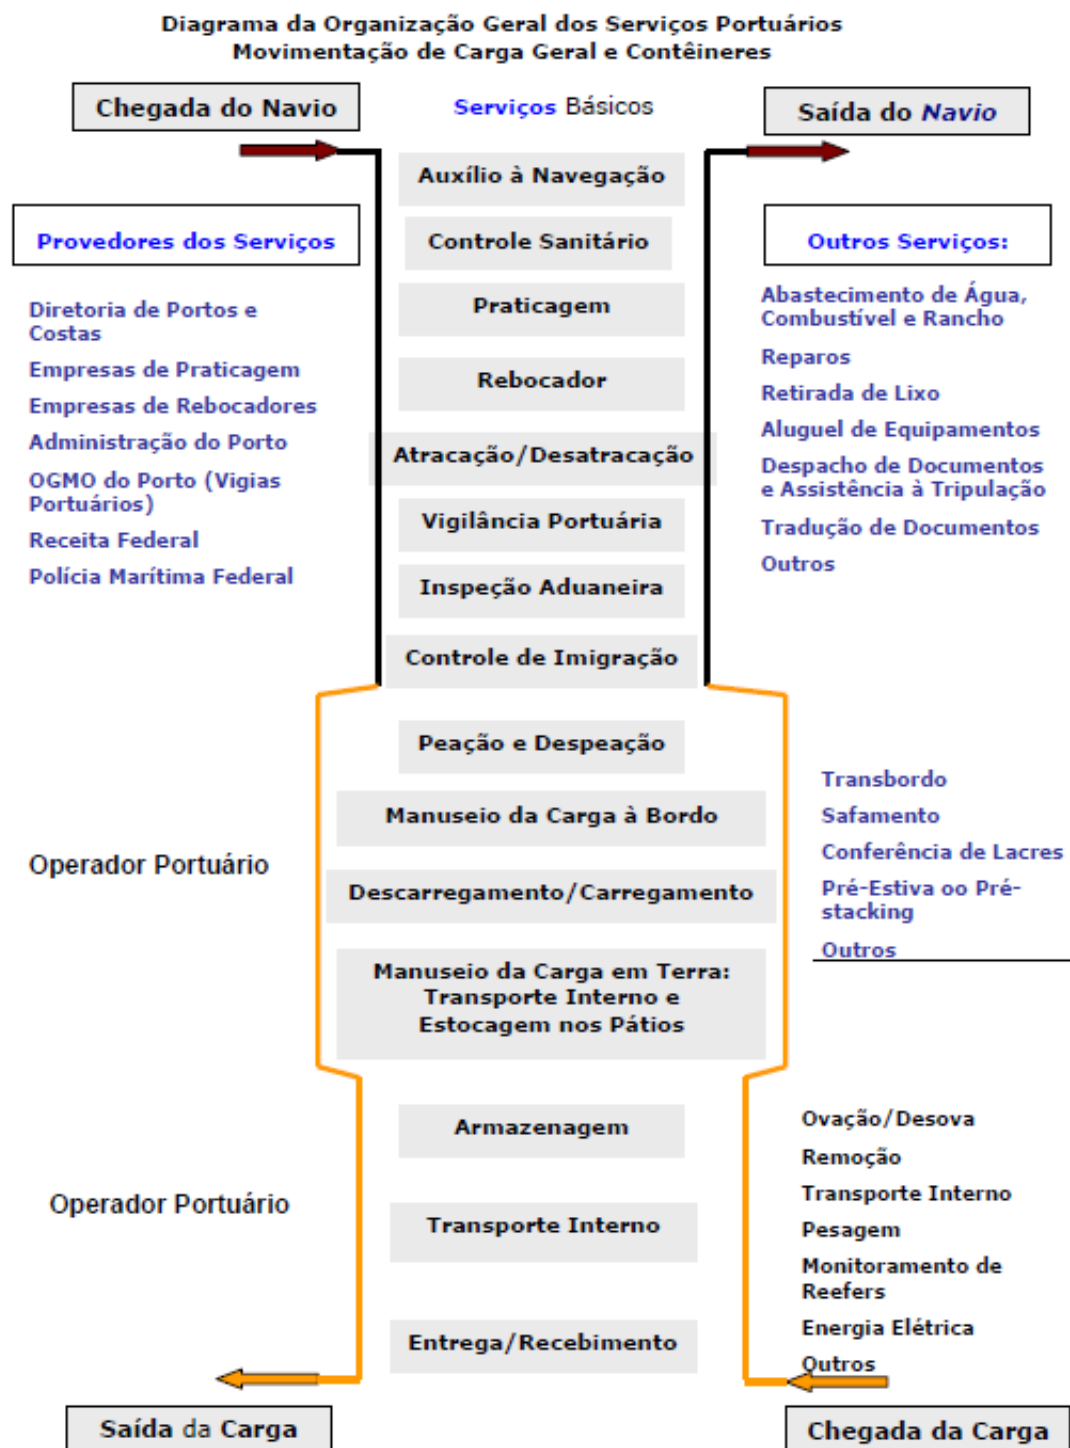 Diagrama da Organização Geral dos Serviços Portuários
Movimentação de Carga Geral e Contêineres
Chegada do Navio
Serviços Básicos
Saída do Navio
Provedores dos Serviços
Diretoria de Portos e
Costas
Empresas de Praticagem
Empresas de Rebocadores
Administração do Porto
OGMO do Porto (Vigias
Portuários)
Receita Federal
Polícia Marítima Federal
Auxílio à Navegação
Controle Sanitário
Praticagem
Rebocador
Atracação/Desatracação
Vigilância Portuária
Inspeção Aduaneira
Controle de Imigração
Outros Serviços:
Abastecimento de Água,
Combustível e Rancho
Reparos
Retirada de Lixo
Aluguel de Equipamentos
Despacho de Documentos
e Assistência à Tripulação
Tradução de Documentos
Outros
Operador Portuário
Peação e Despeação
Manuseio da Carga à Bordo
Descarregamento/Carregamento
Manuseio da Carga em Terra:
Transporte Interno e
Estocagem nos Pátios
Transbordo
Safamento
Conferência de Lacres
Pré-Estiva oo Pré-
stacking
Outros
Operador Portuário
Armazenagem
Transporte Interno
Entrega/Recebimento
Ovação/Desova
Remoção
Transporte Interno
Pesagem
Monitoramento de
Reefers
Energia Elétrica
Outros
Saída da Carga
Chegada da Carga